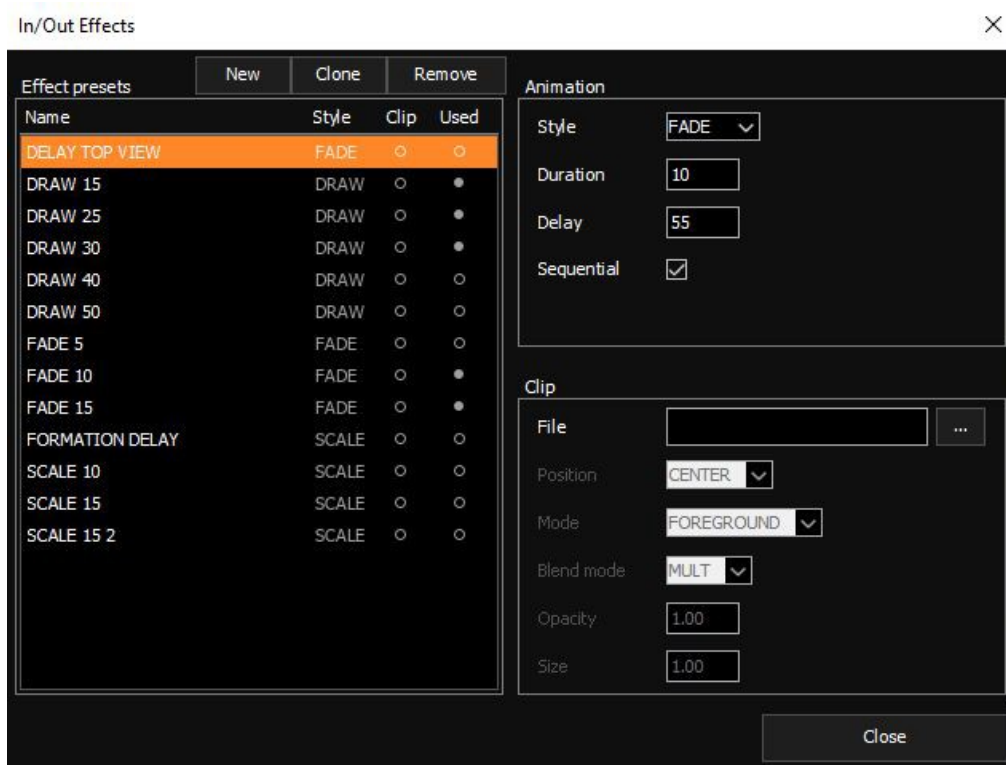 In/Out Effects
Effect presets
New Clone Remove
Name Style Clip Used
DELAY TOP VIEW FADE
DRAW 15 DRAW
DRAW 25 DRAW
DRAW 30 DRAW
DRAW 40 DRAW
DRAW 50 DRAW
FADE 5 FADE
FADE 10 FADE
FADE 15 FADE
FORMATION DELAY SCALE
SCALE 10 SCALE
SCALE 15 SCALE
SCALE 15 2 SCALE
Animation
Style FADE
Duration 10
Delay 55
Sequential
Clip
File ...
Position CENTER
Mode FOREGROUND
Blend mode MULT
Opacity 1.00
Size 1.00
Close